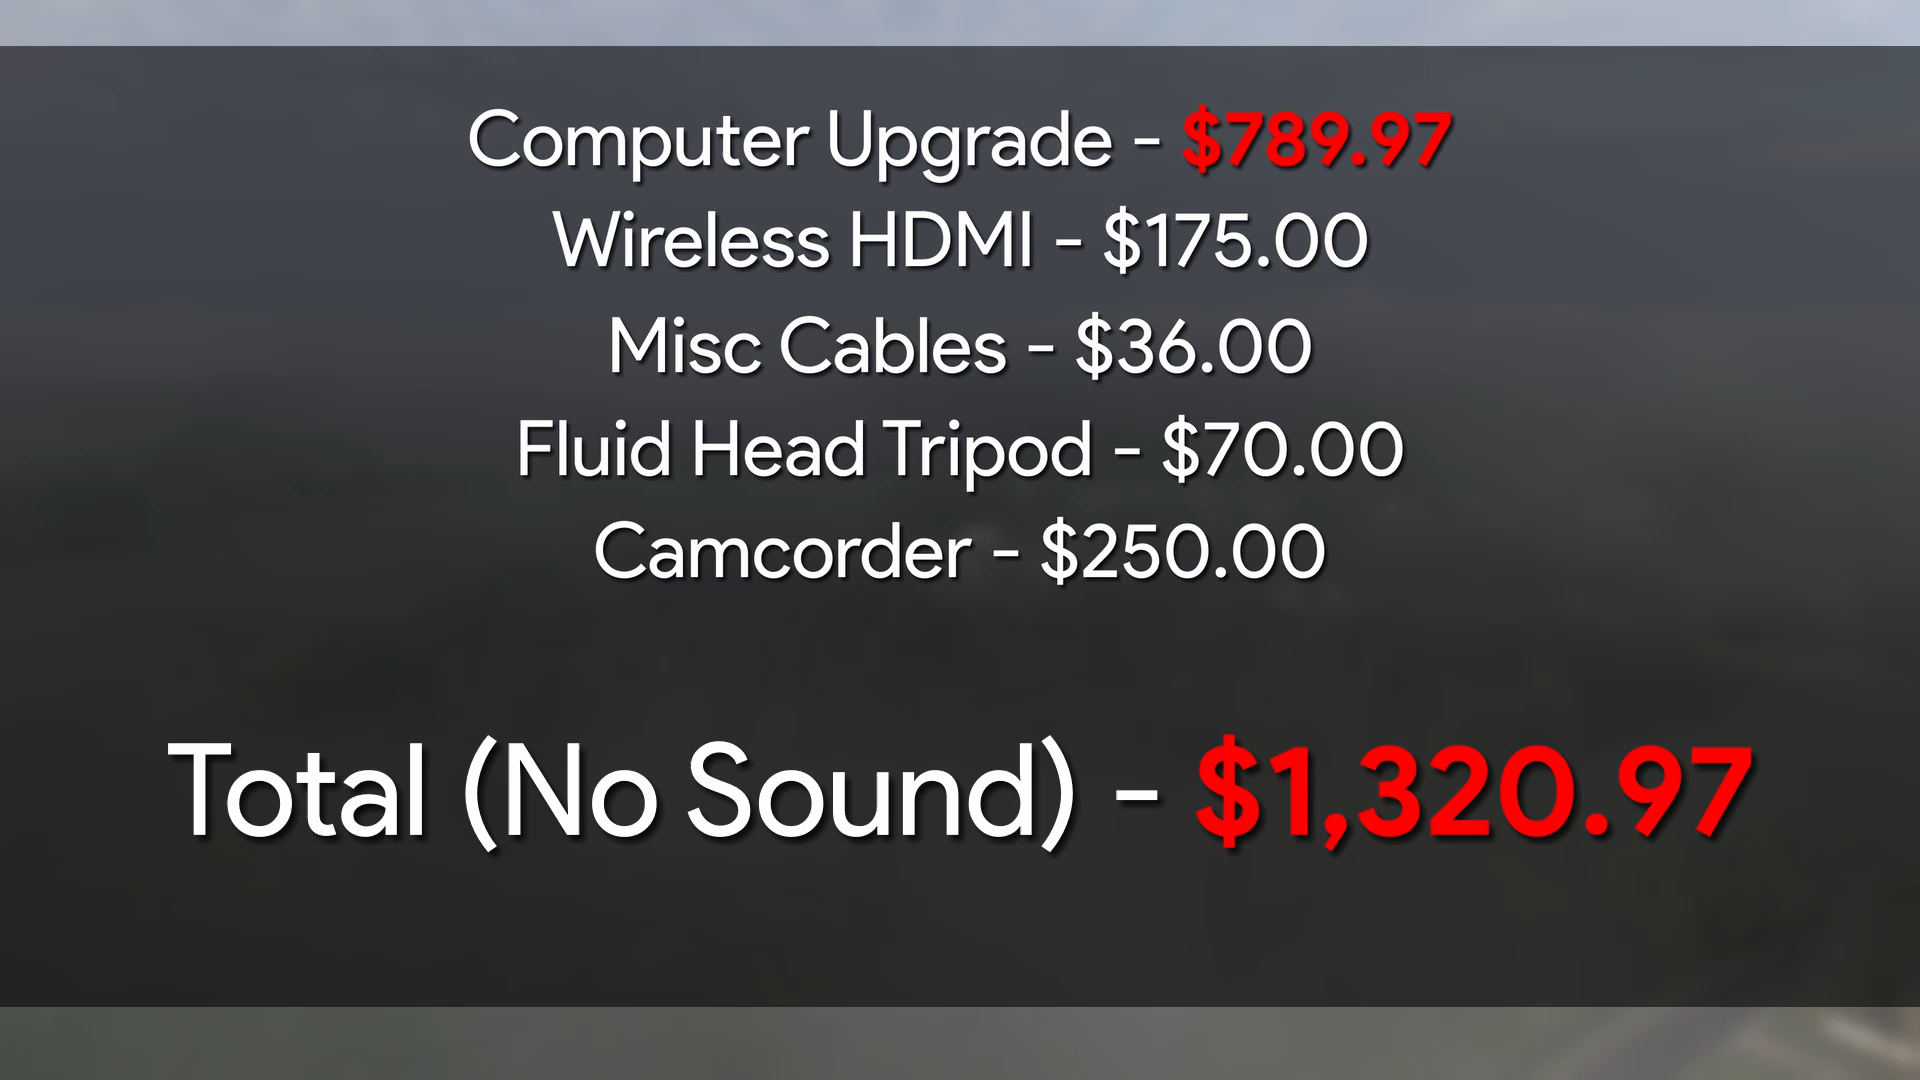 Computer Upgrade - $789.97
Wireless HDMI - $175.00
Misc Cables - $36.00
Fluid Head Tripod - $70.00
Camcorder - $250.00
Total (No Sound) - $1,320.97